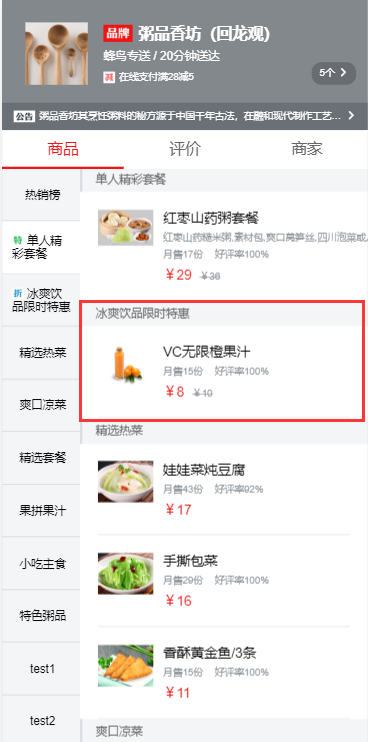 品牌 粥品香坊（回龙观）
蜂鸟专送 / 20分钟送达
减 在线支付满28减5
5个 >
公告 粥品香坊其烹饪粥料的秘方源于中国千年古法，在融和现代制作工艺... >
商品 评价 商家
热销榜
特 单人精彩套餐
折 冰爽饮品限时特惠
精选热菜
爽口凉菜
精选套餐
果拼果汁
小吃主食
特色粥品
test1
test2
单人精彩套餐
红枣山药粥套餐
红枣山药糙米粥,素材包,爽口莴笋丝,四川泡菜或
月售17份 好评率100%
￥29 ￥36
冰爽饮品限时特惠
VC无限橙果汁
月售15份 好评率100%
￥8 ￥10
精选热菜
娃娃菜炖豆腐
月售43份 好评率92%
￥17
手撕包菜
月售29份 好评率100%
￥16
香酥黄金鱼/3条
月售15份 好评率100%
￥11
爽口凉菜